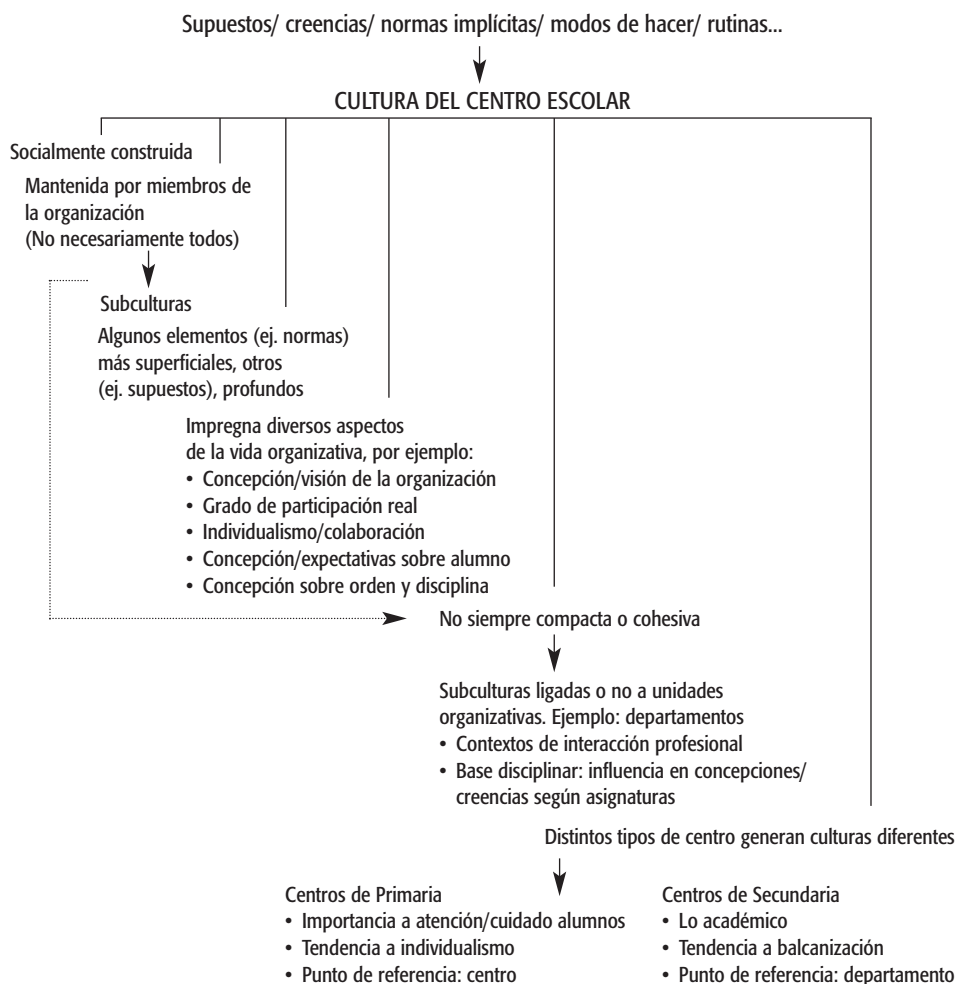 Supuestos/ creencias/ normas implícitas/ modos de hacer/ rutinas...
CULTURA DEL CENTRO ESCOLAR
Socialmente construida
Mantenida por miembros de
la organización
(No necesariamente todos)
Subculturas
Algunos elementos (ej. normas)
más superficiales, otros
(ej. supuestos), profundos
Impregna diversos aspectos
de la vida organizativa, por ejemplo:
• Concepción/visión de la organización
• Grado de participación real
• Individualismo/colaboración
• Concepción/expectativas sobre alumno
• Concepción sobre orden y disciplina
No siempre compacta o cohesiva
Subculturas ligadas o no a unidades
organizativas. Ejemplo: departamentos
• Contextos de interacción profesional
• Base disciplinar: influencia en concepciones/
creencias según asignaturas
Distintos tipos de centro generan culturas diferentes
Centros de Primaria
• Importancia a atención/cuidado alumnos
• Tendencia a individualismo
• Punto de referencia: centro
Centros de Secundaria
• Lo académico
• Tendencia a balcanización
• Punto de referencia: departamento